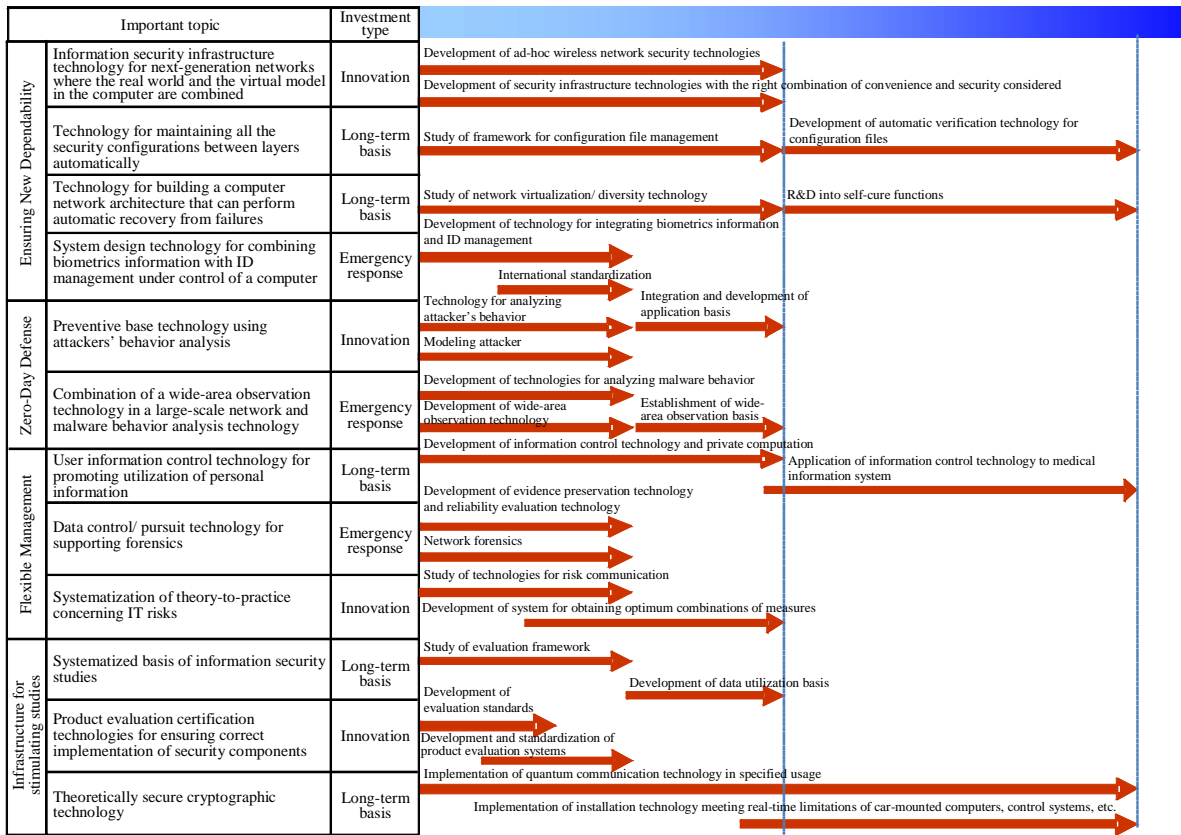 Important topic
Investment
type
Ensuring New Dependability
Information security infrastructure
technology for next-generation networks
where the real world and the virtual model
in the computer are combined
Innovation
Development of ad-hoc wireless network security technologies
Development of security infrastructure technologies with the right combination of convenience and security considered
Technology for maintaining all the
security configurations between layers
automatically
Long-term
basis
Study of framework for configuration file management
Development of automatic verification technology for
configuration files
Technology for building a computer
network architecture that can perform
automatic recovery from failures
Long-term
basis
Study of network virtualization/ diversity technology
R&D into self-cure functions
System design technology for combining
biometrics information with ID
management under control of a computer
Emergency
response
Development of technology for integrating biometrics information
and ID management
International standardization
Zero-Day Defense
Preventive base technology using
attackers' behavior analysis
Innovation
Technology for analyzing
attacker's behavior
Integration and development of
application basis
Modeling attacker
Combination of a wide-area observation
technology in a large-scale network and
malware behavior analysis technology
Emergency
response
Development of technologies for analyzing malware behavior
Development of wide-area
observation technology
Establishment of wide-
area observation basis
Flexible Management
User information control technology for
promoting utilization of personal
information
Long-term
basis
Development of information control technology and private computation
Application of information control technology to medical
information system
Data control/ pursuit technology for
supporting forensics
Emergency
response
Development of evidence preservation technology
and reliability evaluation technology
Network forensics
Systematization of theory-to-practice
concerning IT risks
Innovation
Study of technologies for risk communication
Development of system for obtaining optimum combinations of measures
Infrastructure for
stimulating studies
Systematized basis of information security
studies
Long-term
basis
Study of evaluation framework
Development of data utilization basis
Product evaluation certification
technologies for ensuring correct
implementation of security components
Innovation
Development of
evaluation standards
Development and standardization of
product evaluation systems
Theoretically secure cryptographic
technology
Long-term
basis
Implementation of quantum communication technology in specified usage
Implementation of installation technology meeting real-time limitations of car-mounted computers, control systems, etc.